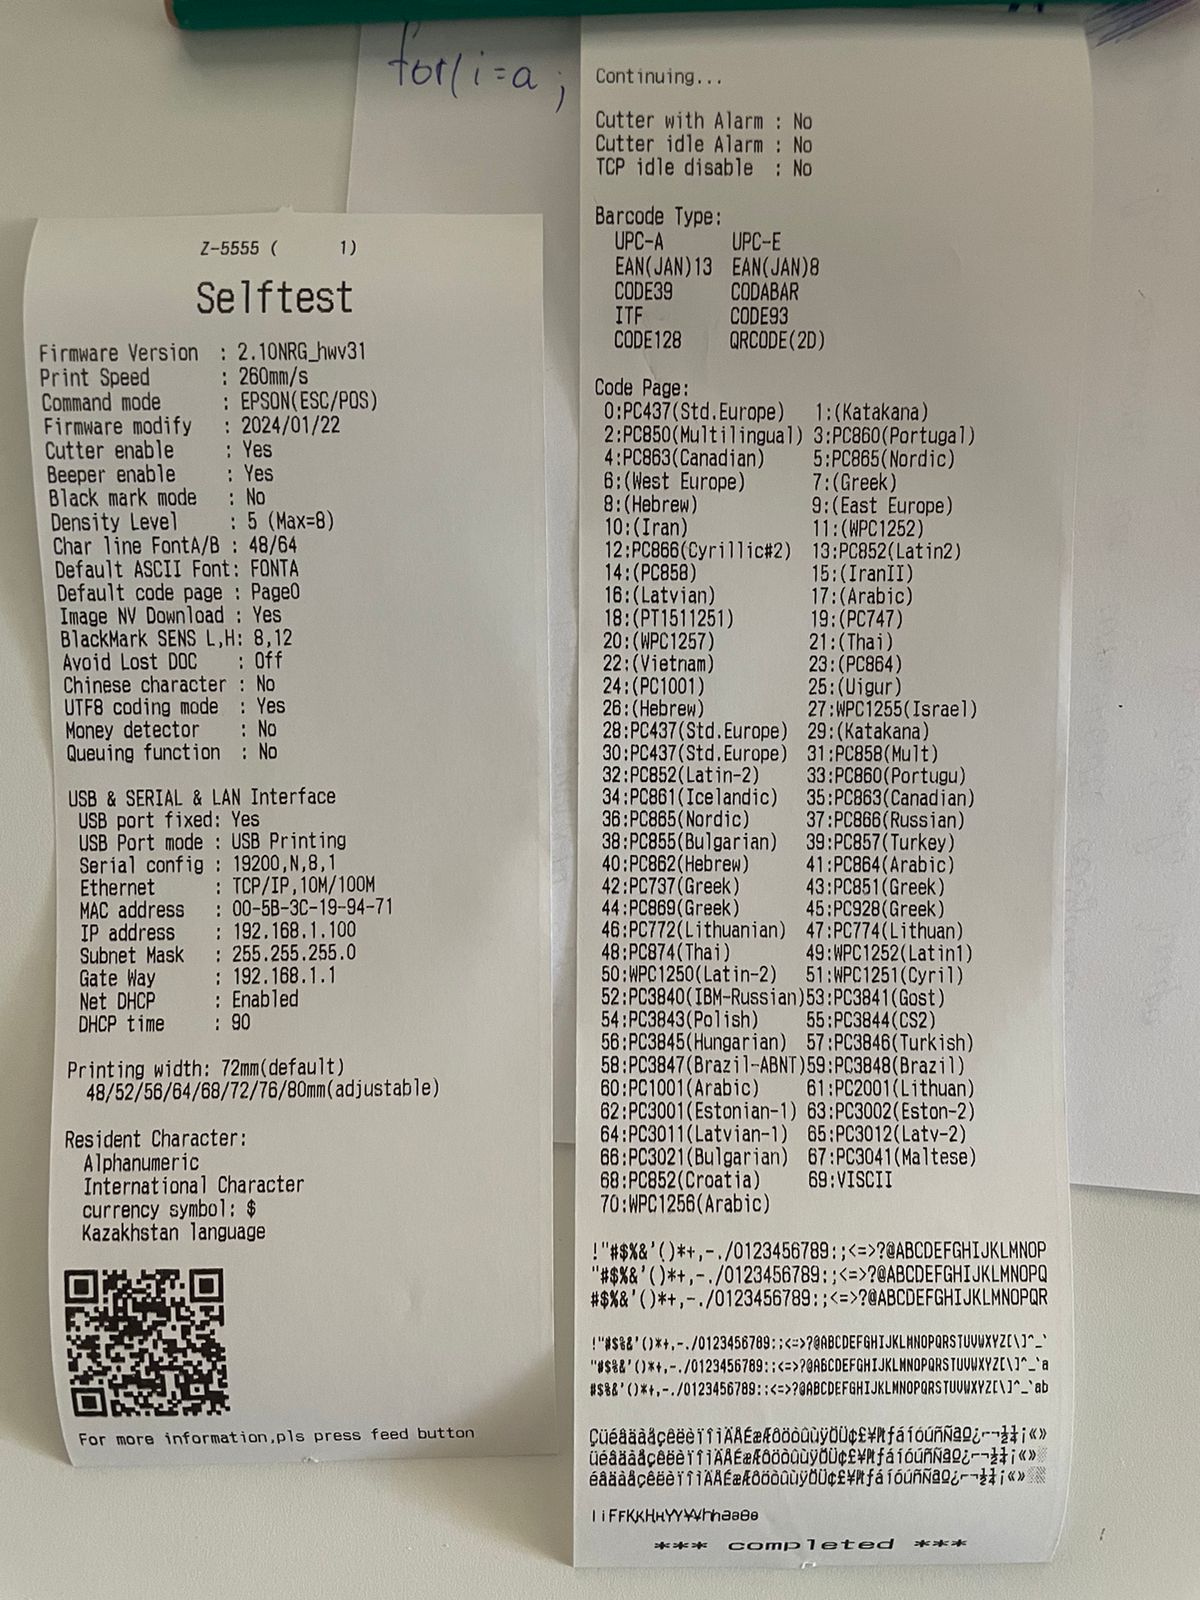 for(i=a;
Z-5555 (      1)
Selftest
Firmware Version : 2.10NRG_hwv31
Print Speed : 260mm/s
Command mode : EPSON(ESC/POS)
Firmware modify : 2024/01/22
Cutter enable : Yes
Beeper enable : Yes
Black mark mode : No
Density Level : 5 (Max=8)
Char line FontA/B : 48/64
Default ASCII Font: FONTA
Default code page : Page0
Image NV Download : Yes
BlackMark SENS L,H: 8,12
Avoid Lost DOC : Off
Chinese character : No
UTF8 coding mode : Yes
Money detector : No
Queuing function : No
USB & SERIAL & LAN Interface
USB port fixed: Yes
USB Port mode : USB Printing
Serial config : 19200,N,8,1
Ethernet : TCP/IP,10M/100M
MAC address : 00-5B-3C-19-94-71
IP address : 192.168.1.100
Subnet Mask : 255.255.255.0
Gate Way : 192.168.1.1
Net DHCP : Enabled
DHCP time : 90
Printing width: 72mm(default)
48/52/56/64/68/72/76/80mm(adjustable)
Resident Character:
Alphanumeric
International Character
currency symbol: $
Kazakhstan language
For more information,pls press feed button
Continuing...
Cutter with Alarm : No
Cutter idle Alarm : No
TCP idle disable : No
Barcode Type:
UPC-A UPC-E
EAN(JAN)13 EAN(JAN)8
CODE39 CODABAR
ITF CODE93
CODE128 QRCODE(2D)
Code Page:
0:PC437(Std.Europe) 1:(Katakana)
2:PC850(Multilingual) 3:PC860(Portugal)
4:PC863(Canadian) 5:PC865(Nordic)
6:(West Europe) 7:(Greek)
8:(Hebrew) 9:(East Europe)
10:(Iran) 11:(WPC1252)
12:PC866(Cyrillic#2) 13:PC852(Latin2)
14:(PC858) 15:(IranII)
16:(Latvian) 17:(Arabic)
18:(PT1511251) 19:(PC747)
20:(WPC1257) 21:(Thai)
22:(Vietnam) 23:(PC864)
24:(PC1001) 25:(Uigur)
26:(Hebrew) 27:WPC1255(Israel)
28:PC437(Std.Europe) 29:(Katakana)
30:PC437(Std.Europe) 31:PC858(Mult)
32:PC852(Latin-2) 33:PC860(Portugu)
34:PC861(Icelandic) 35:PC863(Canadian)
36:PC865(Nordic) 37:PC866(Russian)
38:PC855(Bulgarian) 39:PC857(Turkey)
40:PC862(Hebrew) 41:PC864(Arabic)
42:PC737(Greek) 43:PC851(Greek)
44:PC869(Greek) 45:PC928(Greek)
46:PC772(Lithuanian) 47:PC774(Lithuan)
48:PC874(Thai) 49:WPC1252(Latin1)
50:WPC1250(Latin-2) 51:WPC1251(Cyril)
52:PC3840(IBM-Russian)53:PC3841(Gost)
54:PC3843(Polish) 55:PC3844(CS2)
56:PC3845(Hungarian) 57:PC3846(Turkish)
58:PC3847(Brazil-ABNT)59:PC3848(Brazil)
60:PC1001(Arabic) 61:PC2001(Lithuan)
62:PC3001(Estonian-1) 63:PC3002(Eston-2)
64:PC3011(Latvian-1) 65:PC3012(Latv-2)
66:PC3021(Bulgarian) 67:PC3041(Maltese)
68:PC852(Croatia) 69:VISCII
70:WPC1256(Arabic)
!"#$%&'()*+,-./0123456789:;<=>?@ABCDEFGHIJKLMNOP
"#$%&'()*+,-./0123456789:;<=>?@ABCDEFGHIJKLMNOPQ
#$%&'()*+,-./0123456789:;<=>?@ABCDEFGHIJKLMNOPQR
!"#$%&'()*+,-./0123456789:;<=>?@ABCDEFGHIJKLMNOPQRSTUVWXYZ[\]^_`
"#$%&'()*+,-./0123456789:;<=>?@ABCDEFGHIJKLMNOPQRSTUVWXYZ[\]^_`a
#$%&'()*+,-./0123456789:;<=>?@ABCDEFGHIJKLMNOPQRSTUVWXYZ[\]^_`ab
ÇüéâäàåçêëèïîìÄÅÉæÆôöòûùÿÖÜ¢£¥₧ƒáíóúñÑªº¿⌐¬½¼¡«»
üéâäàåçêëèïîìÄÅÉæÆôöòûùÿÖÜ¢£¥₧ƒáíóúñÑªº¿⌐¬½¼¡«»░
éâäàåçêëèïîìÄÅÉæÆôöòûùÿÖÜ¢£¥₧ƒáíóúñÑªº¿⌐¬½¼¡«»░▒
*** completed ***